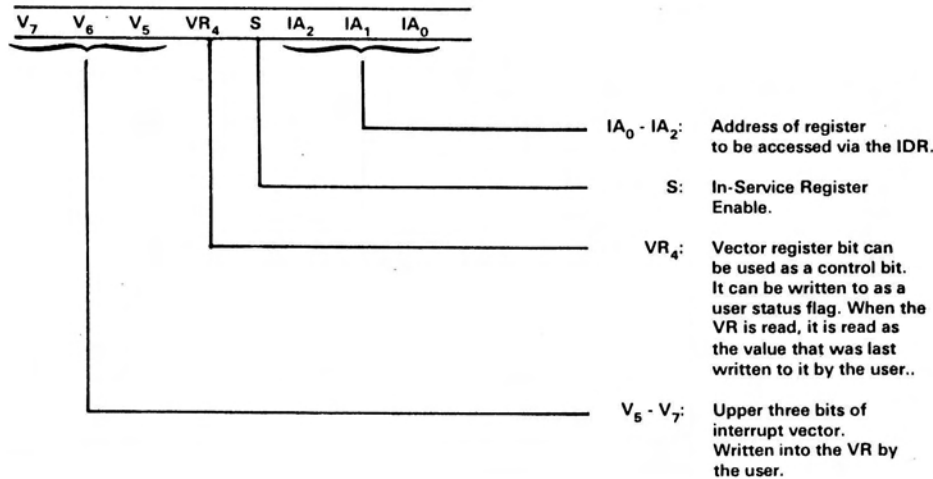 V7 V6 V5 VR4 S IA2 IA1 IA0
IA0 - IA2: Address of register
to be accessed via the IDR.
S: In-Service Register
Enable.
VR4: Vector register bit can
be used as a control bit.
It can be written to as a
user status flag. When the
VR is read, it is read as
the value that was last
written to it by the user..
V5 - V7: Upper three bits of
interrupt vector.
Written into the VR by
the user.